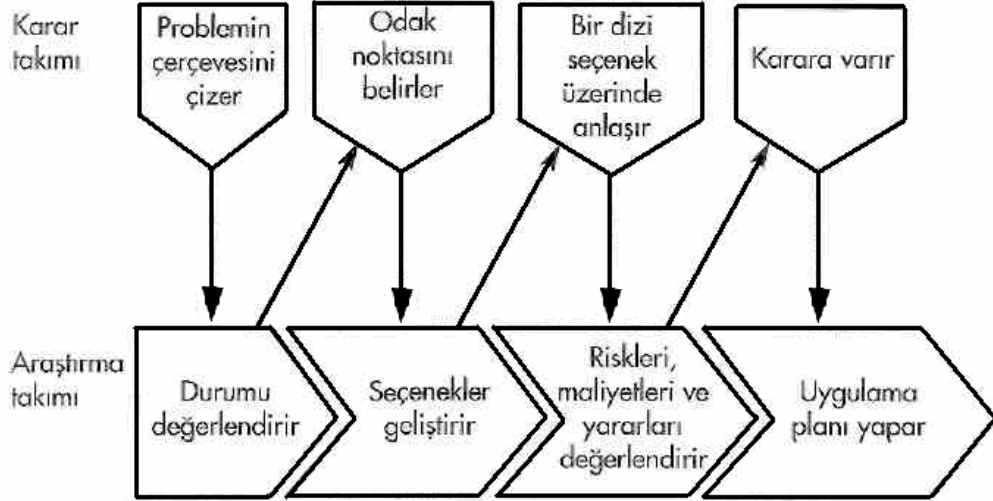 Karar
takımı
Problemin
çerçevesini
çizer
Odak
noktasını
belirler
Bir dizi
seçenek
üzerinde
anlaşır
Karara varır
Araştırma
takımı
Durumu
değerlendirir
Seçenekler
geliştirir
Riskleri,
maliyetleri ve
yararları
değerlendirir
Uygulama
planı yapar